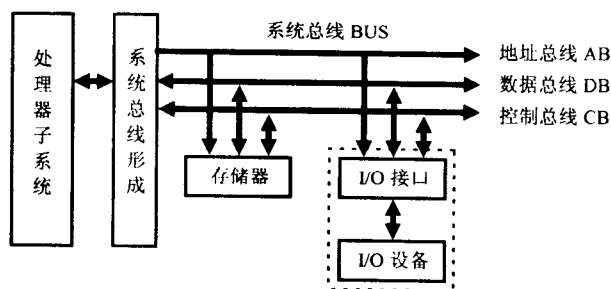 系统总线 BUS
地址总线 AB
数据总线 DB
控制总线 CB
处理器子系统
系统总线形成
存储器
I/O 接口
I/O 设备